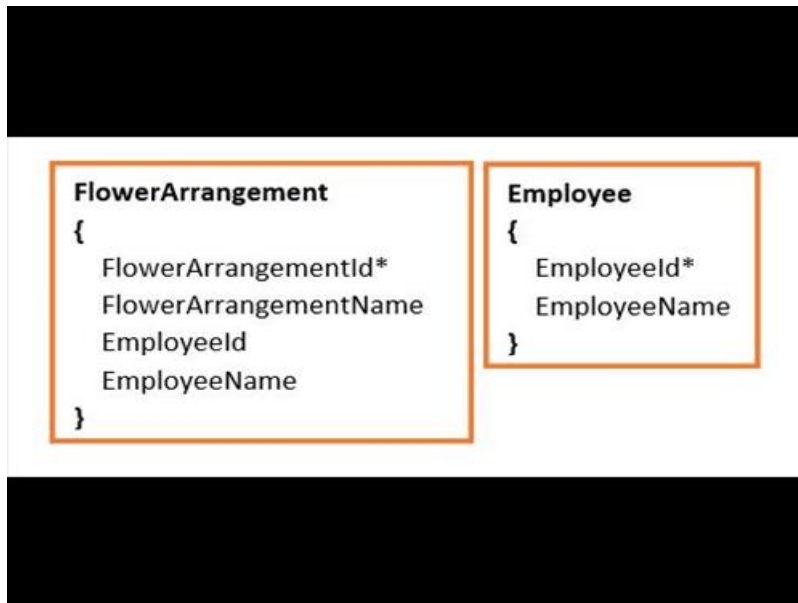 FlowerArrangement
{
FlowerArrangementId*
FlowerArrangementName
EmployeeId
EmployeeName
}
Employee
{
EmployeeId*
EmployeeName
}